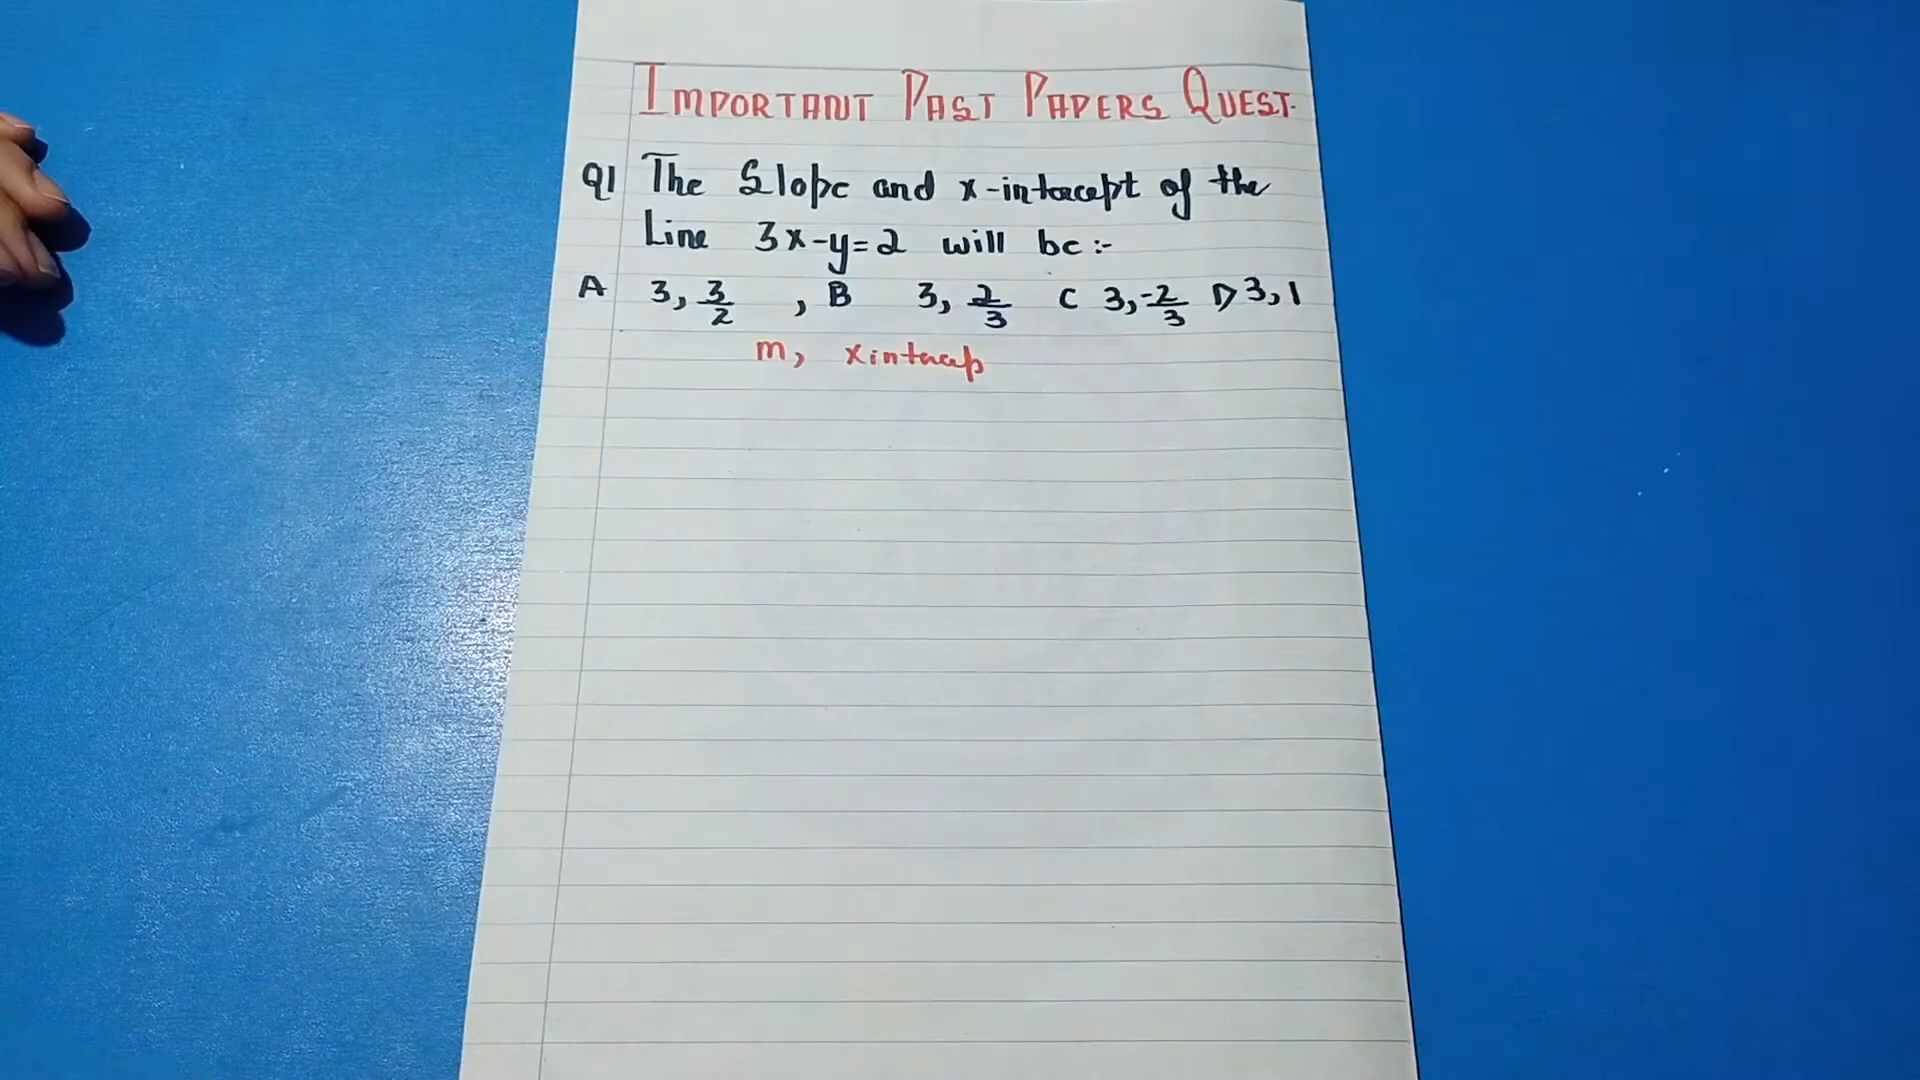 IMPORTANT PAST PAPERS QUEST.
Q1 The Slope and x-intercept of the
Line 3x-y=2 will be:-
A 3, 3/2 , B 3, 2/3 C 3, -2/3 D 3, 1
m, xintercep